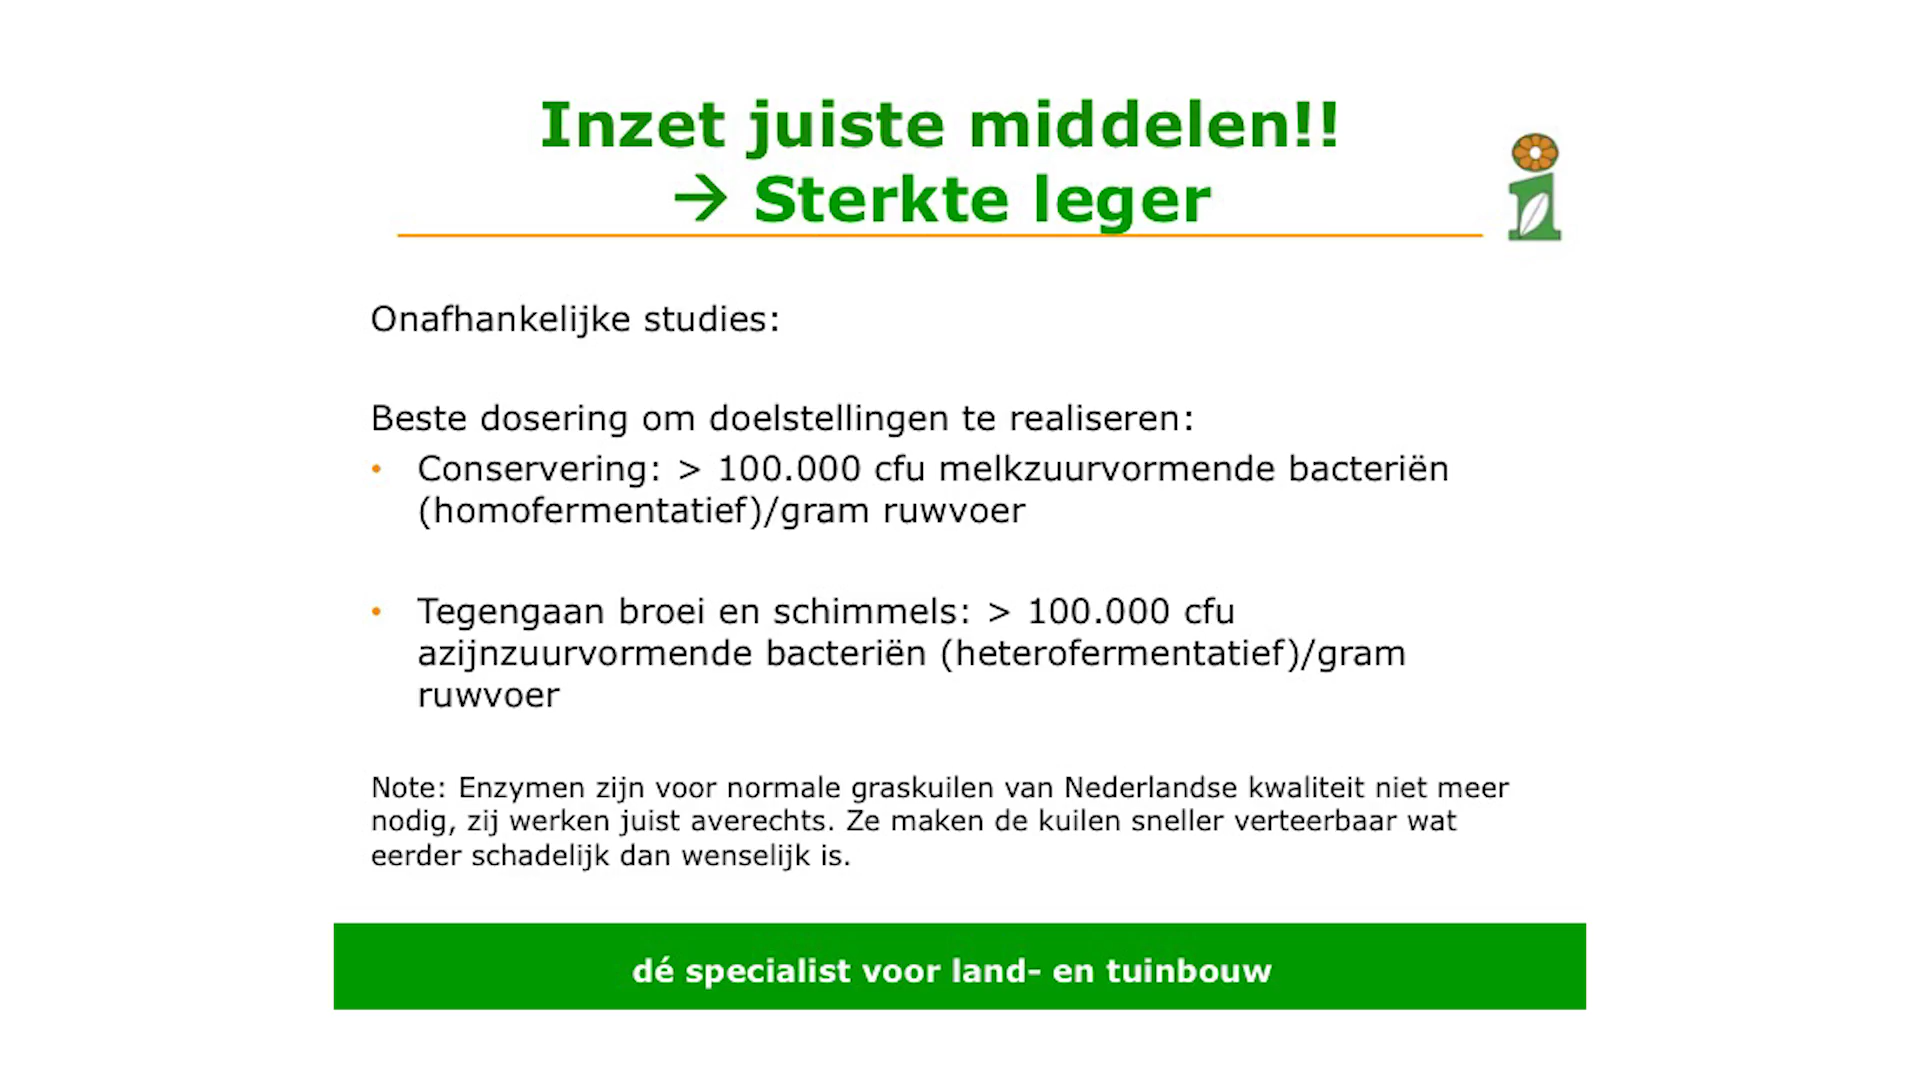 Inzet juiste middelen!!
→ Sterkte leger
Onafhankelijke studies:
Beste dosering om doelstellingen te realiseren:
• Conservering: > 100.000 cfu melkzuurvormende bacteriën
(homofermentatief)/gram ruwvoer
• Tegengaan broei en schimmels: > 100.000 cfu
azijnzuurvormende bacteriën (heterofermentatief)/gram
ruwvoer
Note: Enzymen zijn voor normale graskuilen van Nederlandse kwaliteit niet meer
nodig, zij werken juist averechts. Ze maken de kuilen sneller verteerbaar wat
eerder schadelijk dan wenselijk is.
dé specialist voor land- en tuinbouw